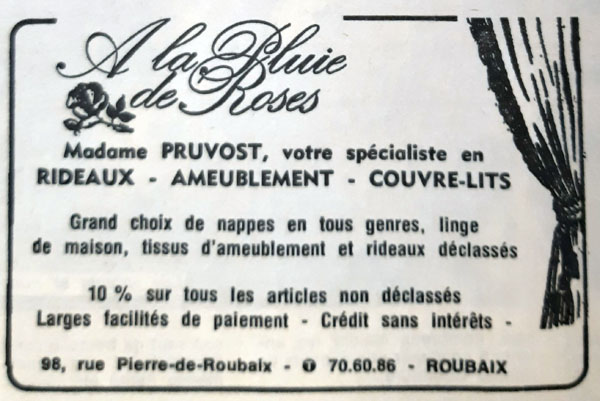 A la Pluie
de Roses
Madame PRUVOST, votre spécialiste en
RIDEAUX - AMEUBLEMENT - COUVRE-LITS
Grand choix de nappes en tous genres, linge
de maison, tissus d'ameublement et rideaux déclassés
10 % sur tous les articles non déclassés
Larges facilités de paiement - Crédit sans intérêts -
98, rue Pierre-de-Roubaix - ✆ 70.60.86 - ROUBAIX